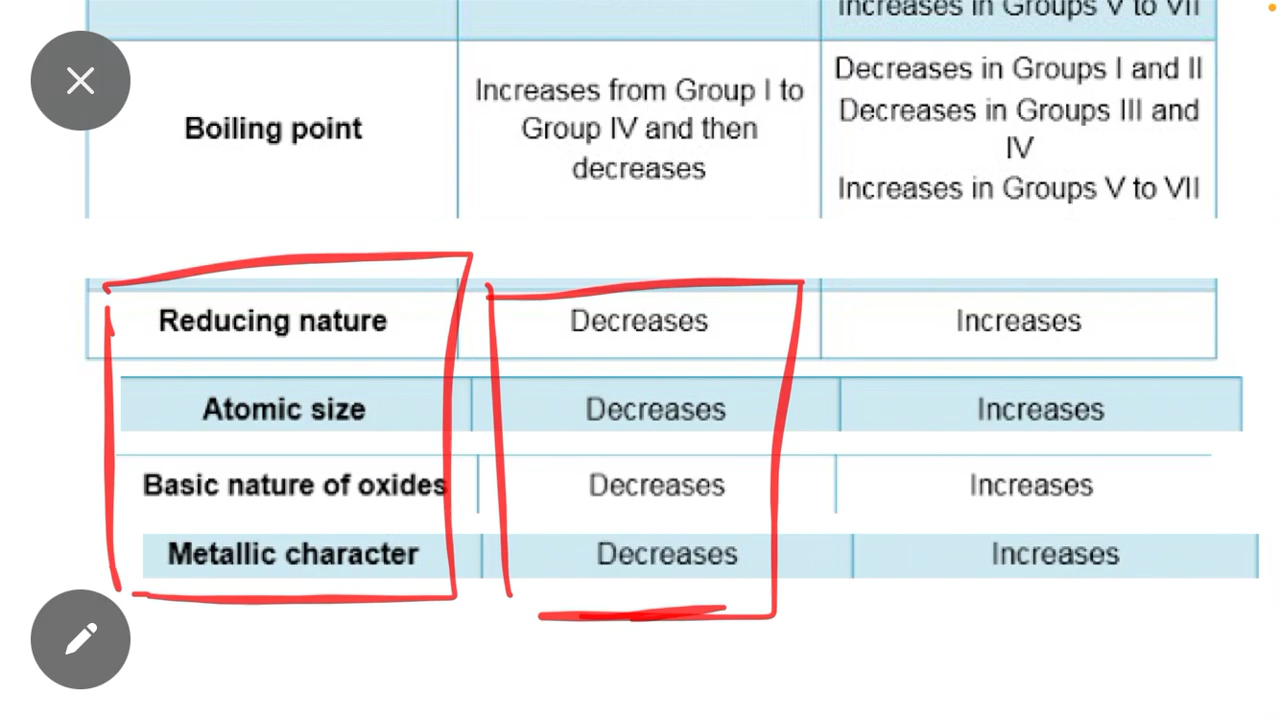 Increases in Groups V to VII
Boiling point
Increases from Group I to
Group IV and then
decreases
Decreases in Groups I and II
Decreases in Groups III and
IV
Increases in Groups V to VII
Reducing nature
Decreases
Increases
Atomic size
Decreases
Increases
Basic nature of oxides
Decreases
Increases
Metallic character
Decreases
Increases